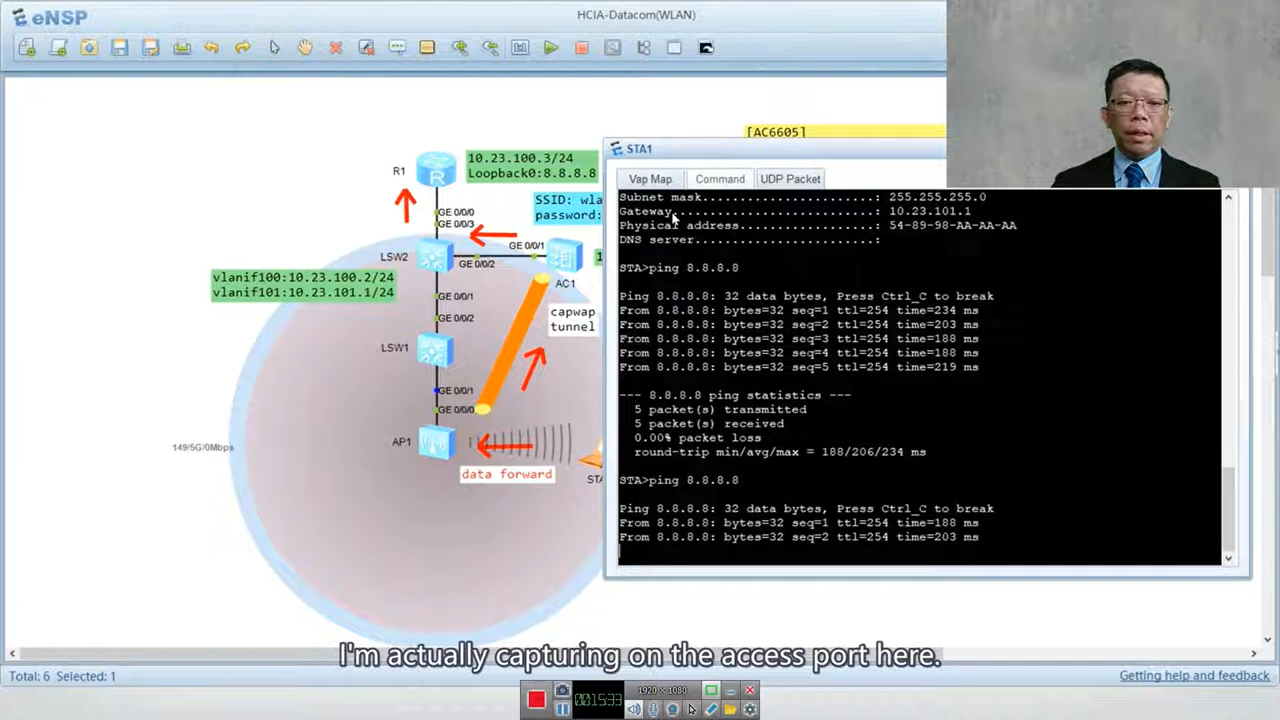 eNSP
HCIA-Datacom(WLAN)
[AC6605]
R1
10.23.100.3/24
Loopback0:8.8.8.8
SSID: wla
password:
GE 0/0/0
GE 0/0/3
GE 0/0/1
LSW2
GE 0/0/2
AC1
vlanif100:10.23.100.2/24
vlanif101:10.23.101.1/24
GE 0/0/1
capwap
tunnel
GE 0/0/2
LSW1
GE 0/0/1
GE 0/0/0
AP1
149/5G/0Mbps
data forward
STA
STA1
Vap Map
Command
UDP Packet
Subnet mask......................: 255.255.255.0
Gateway..........................: 10.23.101.1
Physical address.................: 54-89-98-AA-AA-AA
DNS server.......................:
STA>ping 8.8.8.8
Ping 8.8.8.8: 32 data bytes, Press Ctrl_C to break
From 8.8.8.8: bytes=32 seq=1 ttl=254 time=234 ms
From 8.8.8.8: bytes=32 seq=2 ttl=254 time=203 ms
From 8.8.8.8: bytes=32 seq=3 ttl=254 time=188 ms
From 8.8.8.8: bytes=32 seq=4 ttl=254 time=188 ms
From 8.8.8.8: bytes=32 seq=5 ttl=254 time=219 ms
--- 8.8.8.8 ping statistics ---
5 packet(s) transmitted
5 packet(s) received
0.00% packet loss
round-trip min/avg/max = 188/206/234 ms
STA>ping 8.8.8.8
Ping 8.8.8.8: 32 data bytes, Press Ctrl_C to break
From 8.8.8.8: bytes=32 seq=1 ttl=254 time=188 ms
From 8.8.8.8: bytes=32 seq=2 ttl=254 time=203 ms
I'm actually capturing on the access port here.
Total: 6 Selected: 1
Getting help and feedback
1920 x 1080